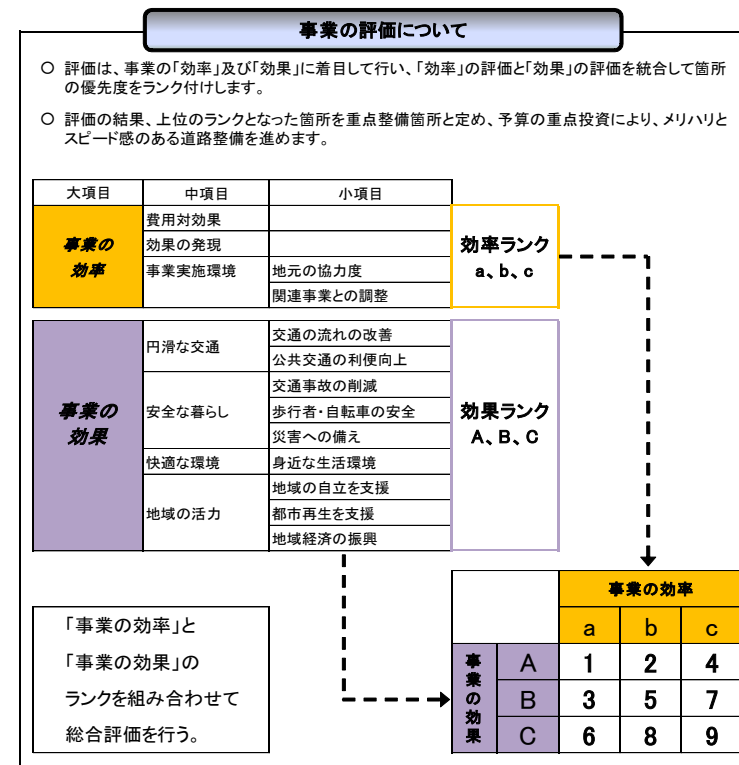 事業の評価について
○ 評価は、事業の「効率」及び「効果」に着目して行い、「効率」の評価と「効果」の評価を統合して箇所
の優先度をランク付けします。
○ 評価の結果、上位のランクとなった箇所を重点整備箇所と定め、予算の重点投資により、メリハリと
スピード感のある道路整備を進めます。
大項目 中項目 小項目
事業の
効率
費用対効果
効果の発現
事業実施環境 地元の協力度
関連事業との調整
効率ランク
a、b、c
事業の
効果
円滑な交通 交通の流れの改善
公共交通の利便向上
安全な暮らし 交通事故の削減
歩行者・自転車の安全
災害への備え
快適な環境 身近な生活環境
地域の活力 地域の自立を支援
都市再生を支援
地域経済の振興
効果ランク
A、B、C
「事業の効率」と
「事業の効果」の
ランクを組み合わせて
総合評価を行う。
事業の効率
a b c
事業の効果
A 1 2 4
B 3 5 7
C 6 8 9